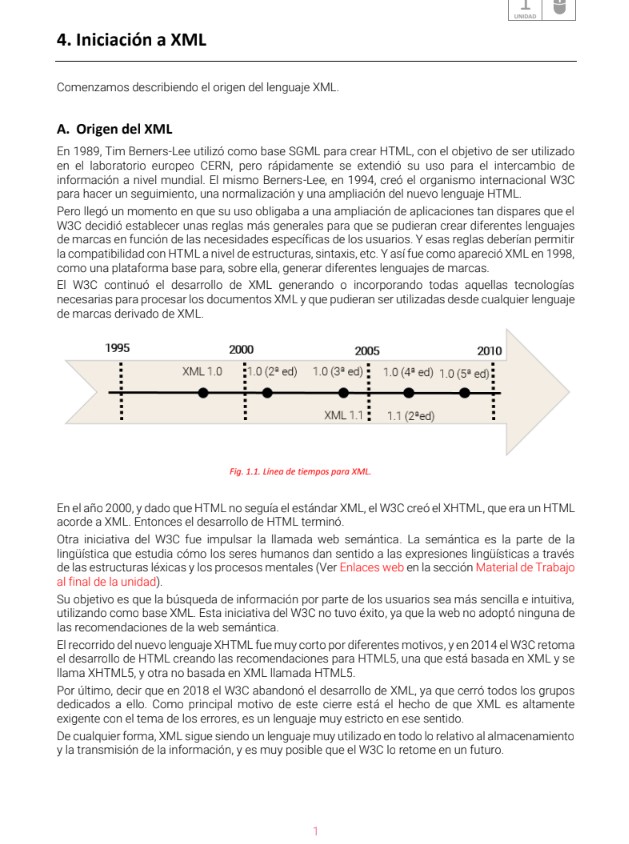 1
UNIDAD
4. Iniciación a XML
Comenzamos describiendo el origen del lenguaje XML.
A. Origen del XML
En 1989, Tim Berners-Lee utilizó como base SGML para crear HTML, con el objetivo de ser utilizado
en el laboratorio europeo CERN, pero rápidamente se extendió su uso para el intercambio de
información a nivel mundial. El mismo Berners-Lee, en 1994, creó el organismo internacional W3C
para hacer un seguimiento, una normalización y una ampliación del nuevo lenguaje HTML.
Pero llegó un momento en que su uso obligaba a una ampliación de aplicaciones tan dispares que el
W3C decidió establecer unas reglas más generales para que se pudieran crear diferentes lenguajes
de marcas en función de las necesidades específicas de los usuarios. Y esas reglas deberían permitir
la compatibilidad con HTML a nivel de estructuras, sintaxis, etc. Y así fue como apareció XML en 1998,
como una plataforma base para, sobre ella, generar diferentes lenguajes de marcas.
El W3C continuó el desarrollo de XML generando o incorporando todas aquellas tecnologías
necesarias para procesar los documentos XML y que pudieran ser utilizadas desde cualquier lenguaje
de marcas derivado de XML.
1995 2000 2005 2010
XML 1.0 1.0 (2ª ed) 1.0 (3ª ed) 1.0 (4ª ed) 1.0 (5ª ed)
XML 1.1 1.1 (2ªed)
Fig. 1.1. Línea de tiempos para XML.
En el año 2000, y dado que HTML no seguía el estándar XML, el W3C creó el XHTML, que era un HTML
acorde a XML. Entonces el desarrollo de HTML terminó.
Otra iniciativa del W3C fue impulsar la llamada web semántica. La semántica es la parte de la
lingüística que estudia cómo los seres humanos dan sentido a las expresiones lingüísticas a través
de las estructuras léxicas y los procesos mentales (Ver Enlaces web en la sección Material de Trabajo
al final de la unidad).
Su objetivo es que la búsqueda de información por parte de los usuarios sea más sencilla e intuitiva,
utilizando como base XML. Esta iniciativa del W3C no tuvo éxito, ya que la web no adoptó ninguna de
las recomendaciones de la web semántica.
El recorrido del nuevo lenguaje XHTML fue muy corto por diferentes motivos, y en 2014 el W3C retoma
el desarrollo de HTML creando las recomendaciones para HTML5, una que está basada en XML y se
llama XHTML5, y otra no basada en XML llamada HTML5.
Por último, decir que en 2018 el W3C abandonó el desarrollo de XML, ya que cerró todos los grupos
dedicados a ello. Como principal motivo de este cierre está el hecho de que XML es altamente
exigente con el tema de los errores, es un lenguaje muy estricto en ese sentido.
De cualquier forma, XML sigue siendo un lenguaje muy utilizado en todo lo relativo al almacenamiento
y la transmisión de la información, y es muy posible que el W3C lo retome en un futuro.
1